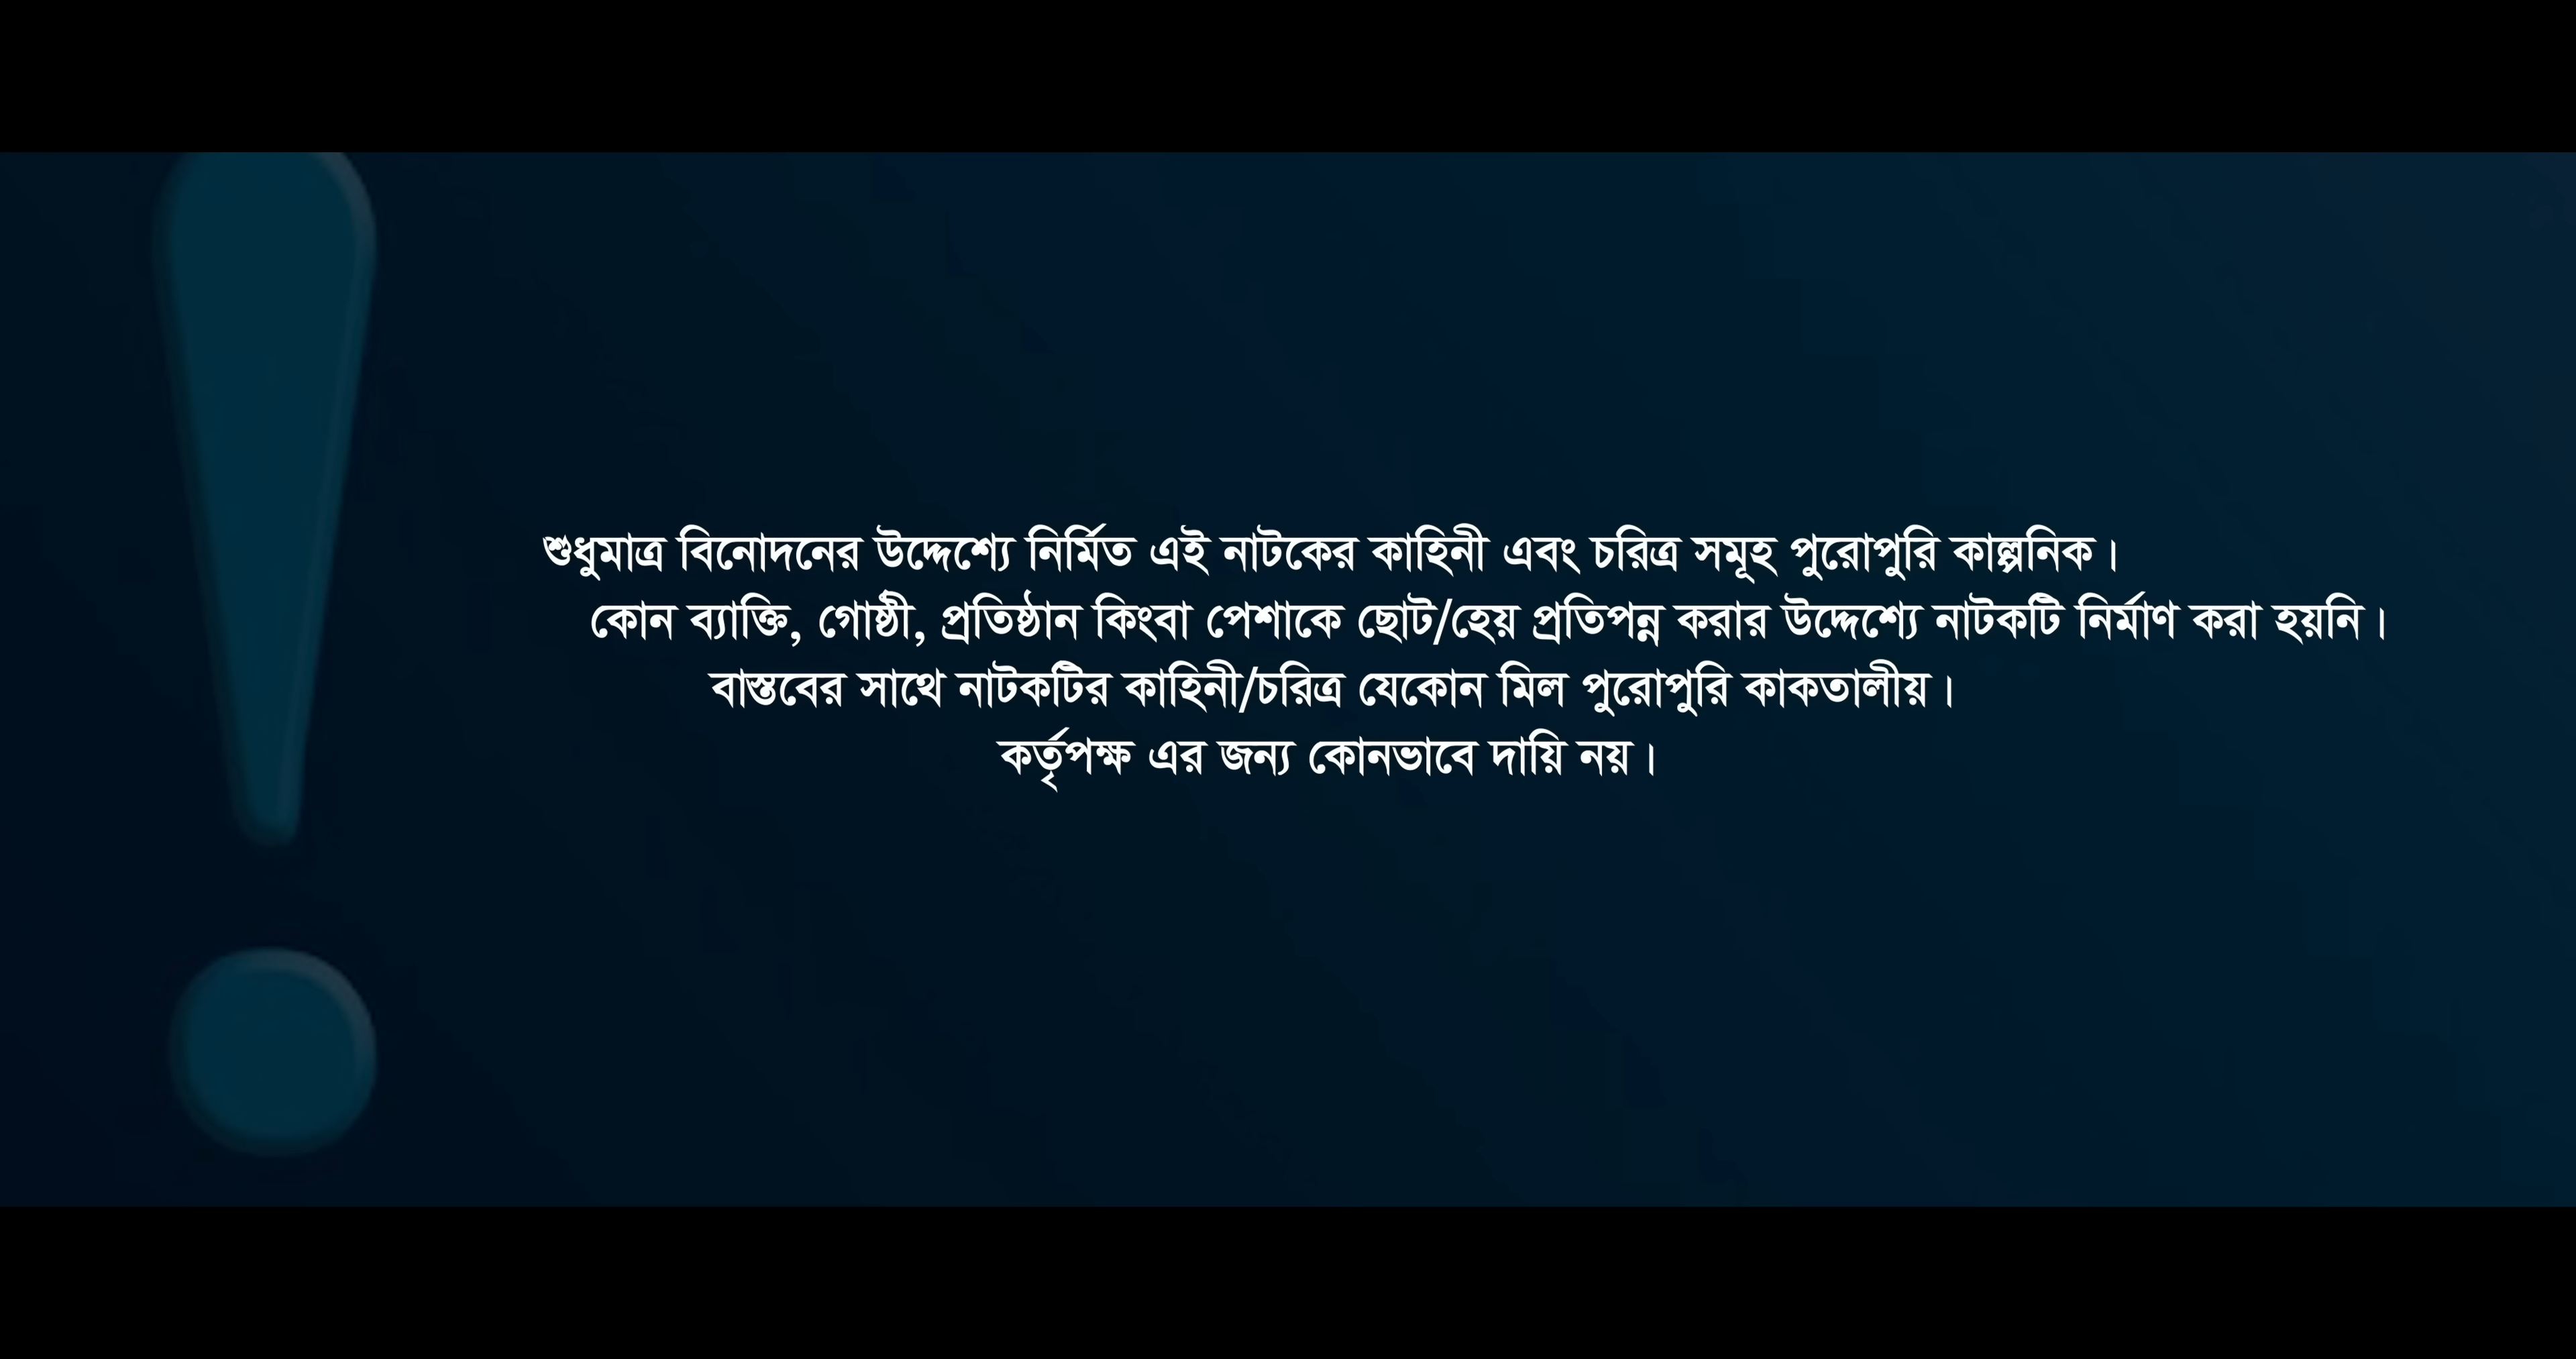 শুধুমাত্র বিনোদনের উদ্দেশ্যে নির্মিত এই নাটকের কাহিনী এবং চরিত্র সমূহ পুরোপুরি কাল্পনিক।
কোন ব্যাক্তি, গোষ্ঠী, প্রতিষ্ঠান কিংবা পেশাকে ছোট/হেয় প্রতিপন্ন করার উদ্দেশ্যে নাটকটি নির্মাণ করা হয়নি।
বাস্তবের সাথে নাটকটির কাহিনী/চরিত্র যেকোন মিল পুরোপুরি কাকতালীয়।
কর্তৃপক্ষ এর জন্য কোনভাবে দায়ি নয়।